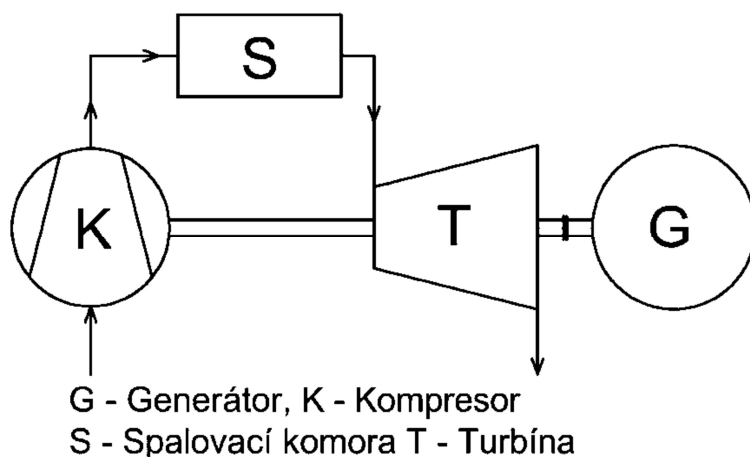 S
K
T
G
G - Generátor, K - Kompresor
S - Spalovací komora T - Turbína